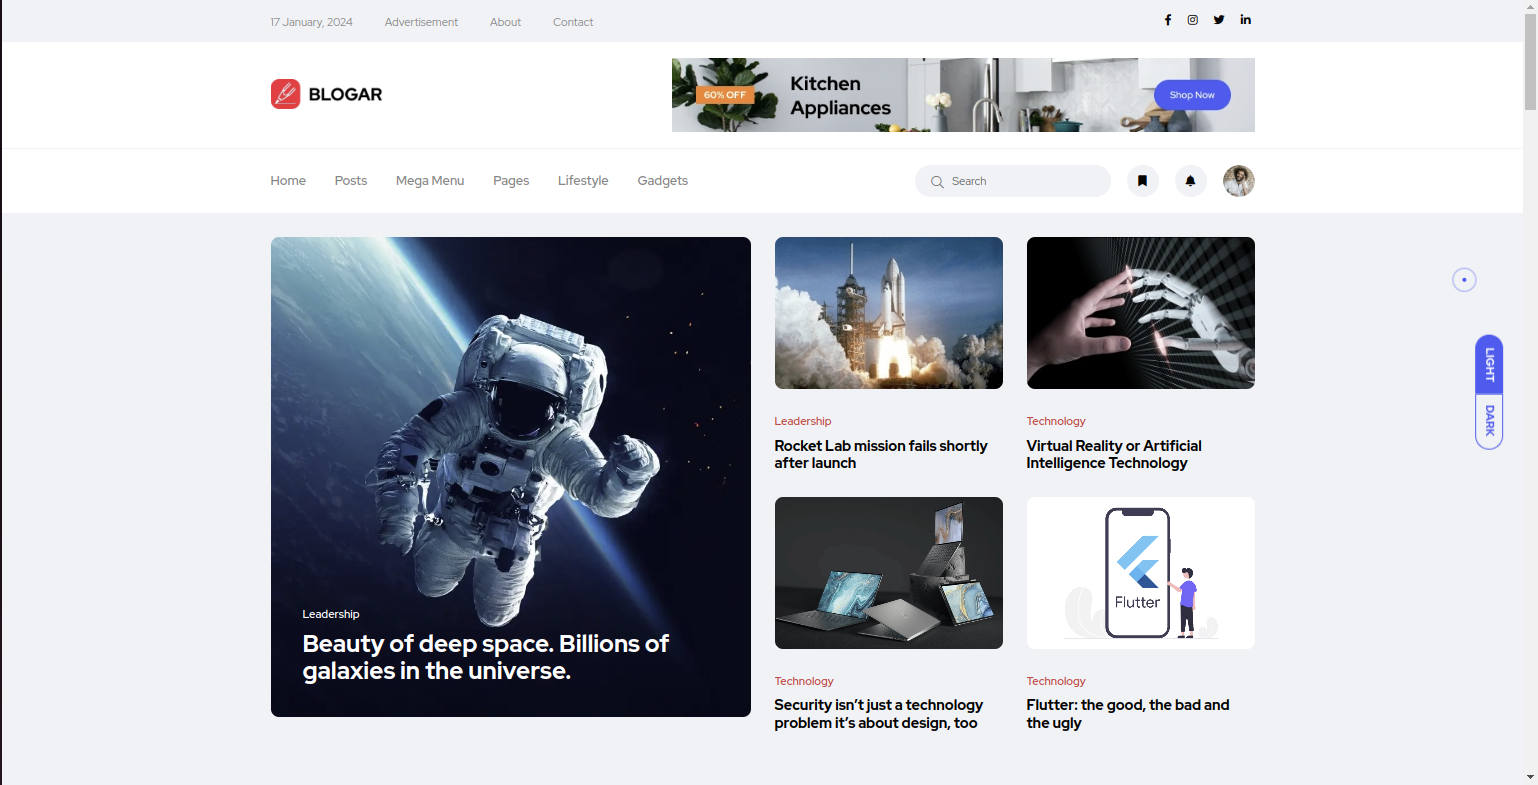 17 January, 2024 Advertisement About Contact
BLOGAR
60% OFF
Kitchen
Appliances
Shop Now
Home Posts Mega Menu Pages Lifestyle Gadgets
Search
Leadership
Beauty of deep space. Billions of
galaxies in the universe.
Leadership
Rocket Lab mission fails shortly
after launch
Technology
Virtual Reality or Artificial
Intelligence Technology
Technology
Security isn’t just a technology
problem it’s about design, too
Flutter
Technology
Flutter: the good, the bad and
the ugly
LIGHT
DARK